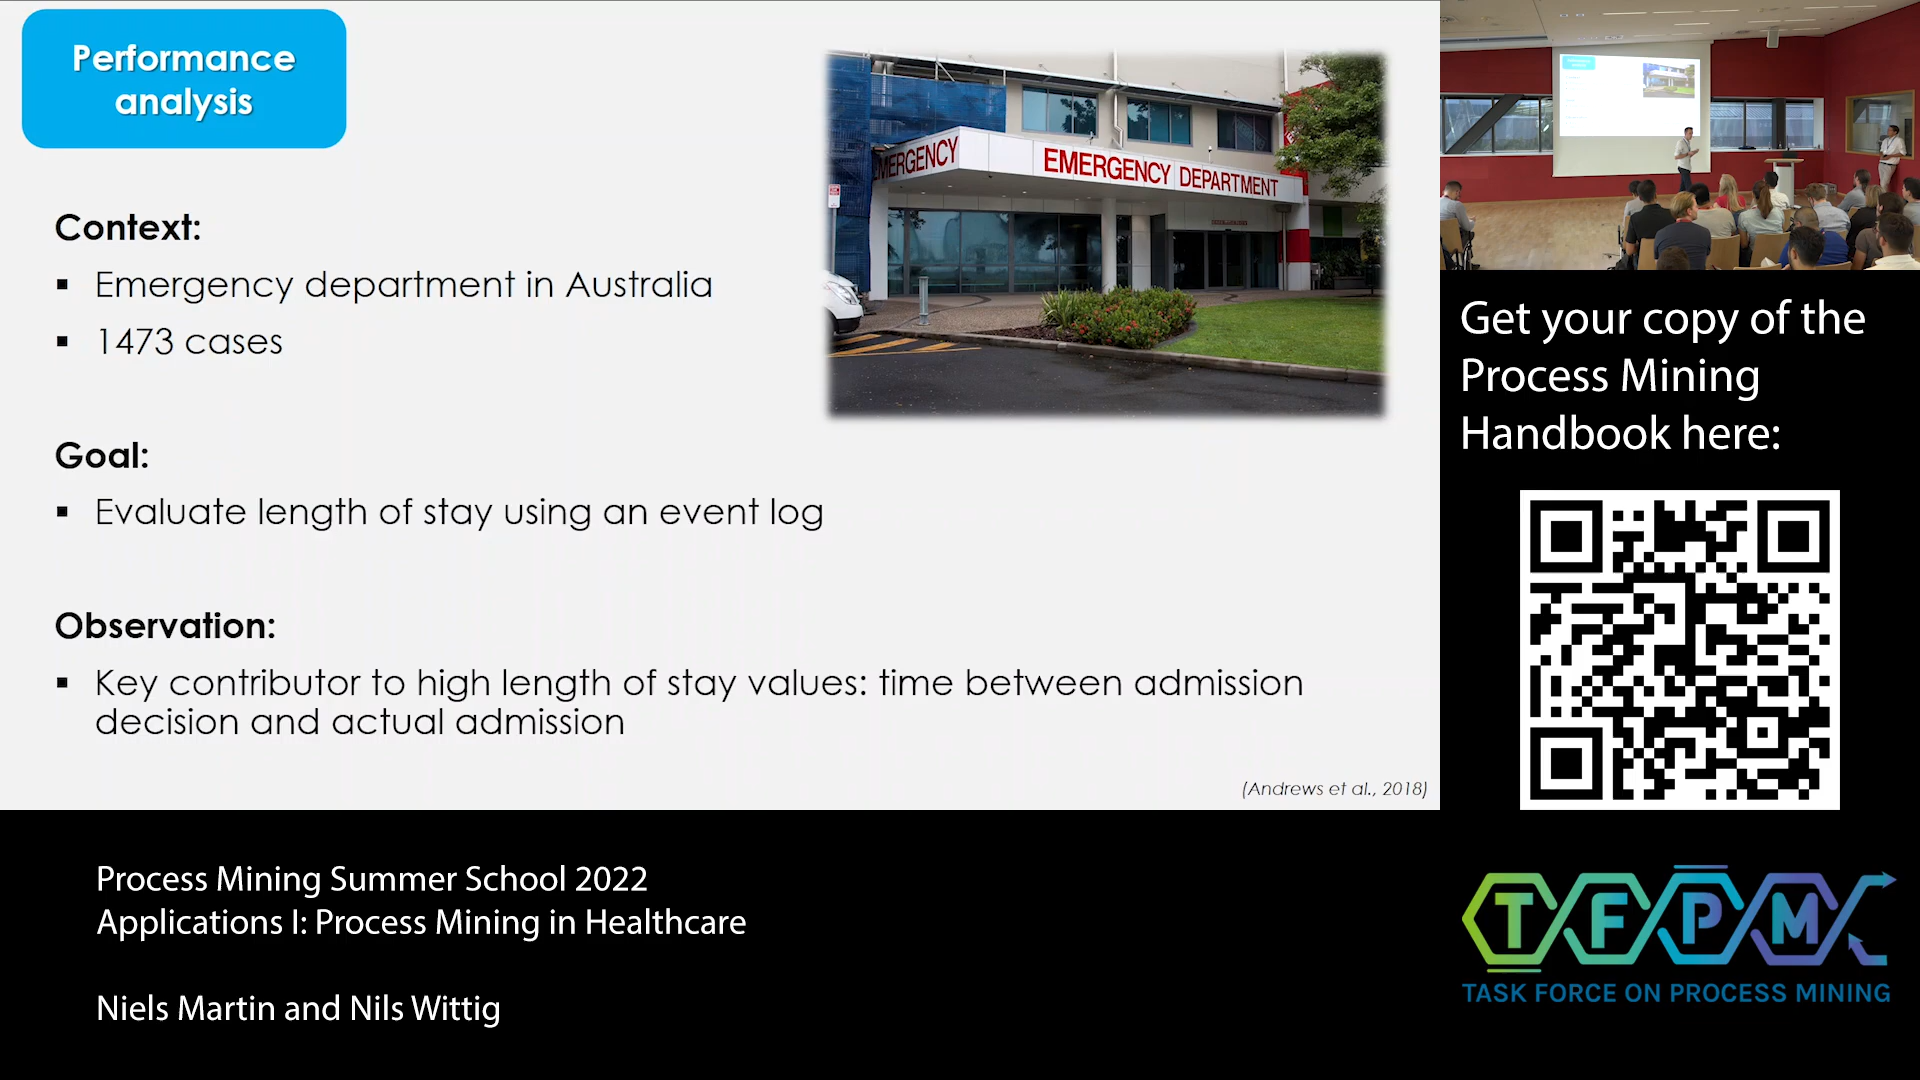 Performance
analysis
EMERGENCY
EMERGENCY DEPARTMENT
Context:
▪ Emergency department in Australia
▪ 1473 cases
Goal:
▪ Evaluate length of stay using an event log
Observation:
▪ Key contributor to high length of stay values: time between admission
decision and actual admission
(Andrews et al., 2018)
Get your copy of the
Process Mining
Handbook here:
Process Mining Summer School 2022
Applications I: Process Mining in Healthcare
Niels Martin and Nils Wittig
TFPM
TASK FORCE ON PROCESS MINING